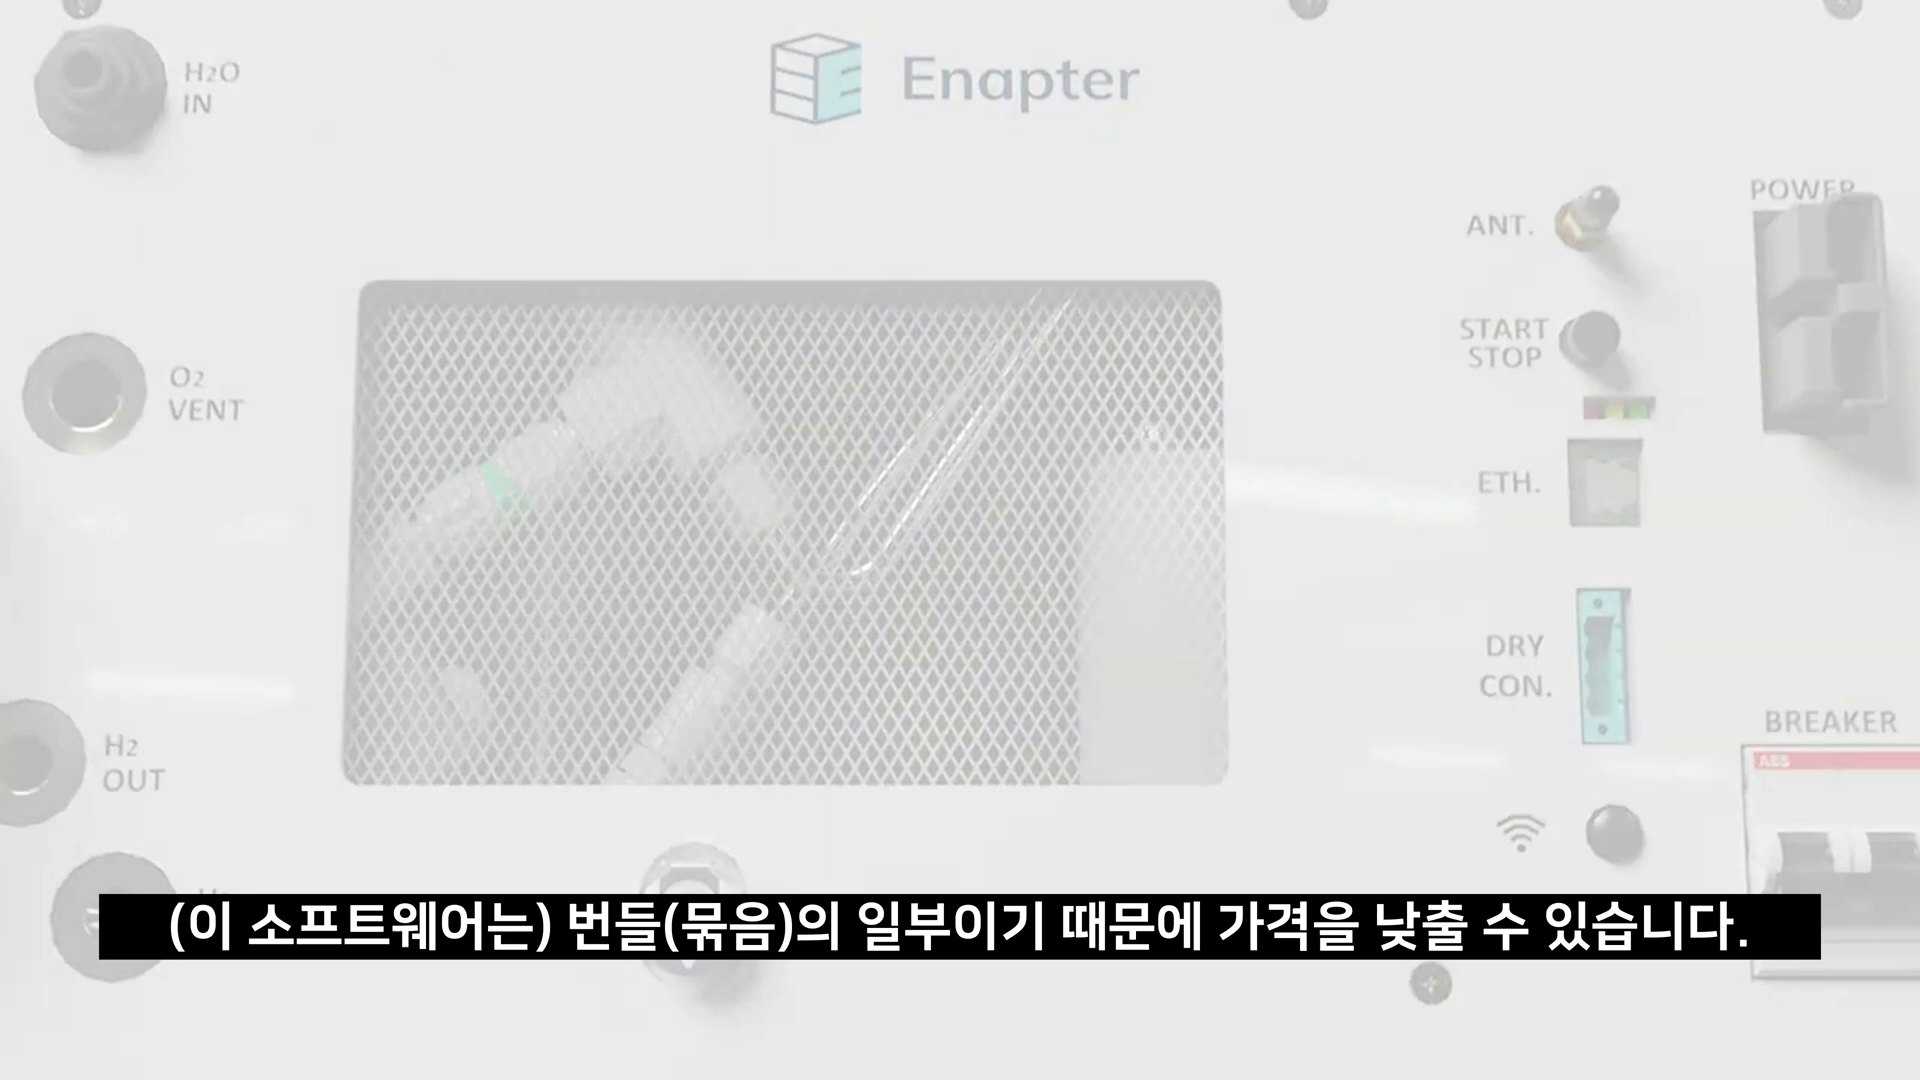 Enapter
H2O
IN
POWER
ANT.
START
STOP
O2
VENT
ETH.
DRY
CON.
BREAKER
H2
OUT
ABB
(이 소프트웨어는) 번들(묶음)의 일부이기 때문에 가격을 낮출 수 있습니다.